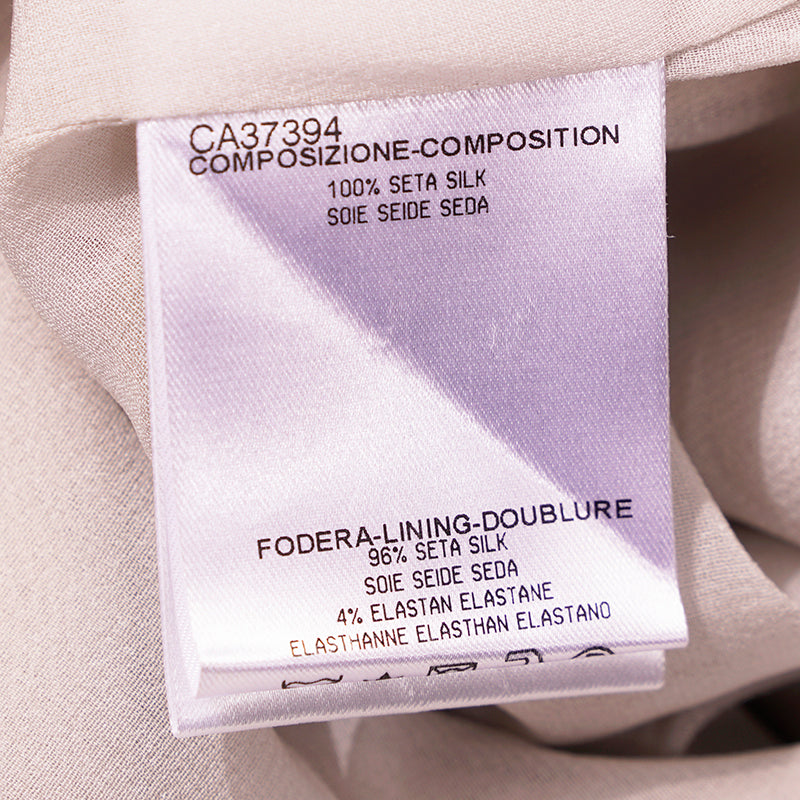 CA37394
COMPOSIZIONE-COMPOSITION
100% SETA SILK
SOIE SEIDE SEDA
FODERA-LINING-DOUBLURE
96% SETA SILK
SOIE SEIDE SEDA
4% ELASTAN ELASTANE
ELASTHANNE ELASTHAN ELASTANO